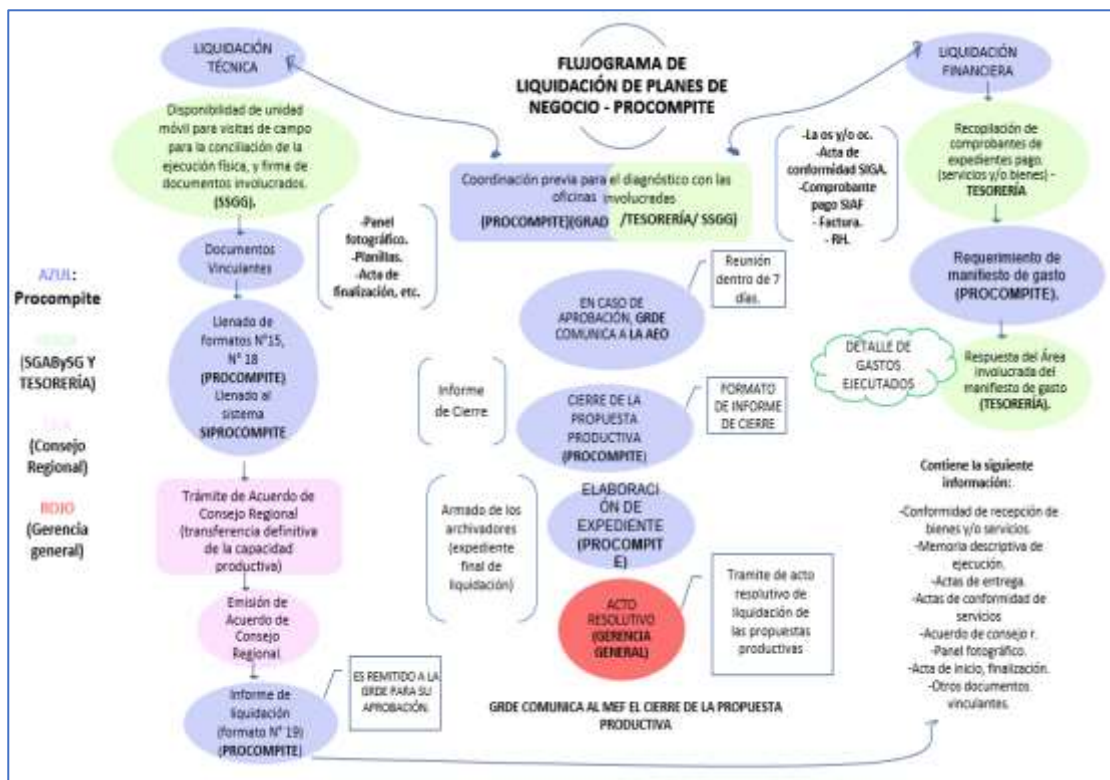 LIQUIDACIÓN
TÉCNICA
FLUJOGRAMA DE
LIQUIDACIÓN DE PLANES DE
NEGOCIO - PROCOMPITE
LIQUIDACIÓN
FINANCIERA
Disponibilidad de unidad
móvil para visitas de campo
para la conciliación de la
ejecución física, y firma de
documentos involucrados.
(SSGG).
Coordinación previa para el diagnóstico con las
oficinas involucradas
(PROCOMPITE)(GRAD /TESORERÍA/ SSGG)
-La os y/o oc.
-Acta de
conformidad SIGA.
-Comprobante
pago SIAF
- Factura.
- RH.
Recopilación de
comprobantes de
expedientes pago.
(servicios y/o bienes) -
TESORERÍA
Documentos
Vinculantes
-Panel
fotográfico.
-Planillas.
-Acta de
finalización, etc.
AZUL:
Procompite
(SGABySG Y
TESORERÍA)
(Consejo
Regional)
ROJO
(Gerencia
general)
Llenado de
formatos N°15,
N° 18
(PROCOMPITE)
Llenado al
sistema
SIPROCOMPITE
EN CASO DE
APROBACIÓN, GRDE
COMUNICA A LA AEO
Reunión
dentro de 7
días.
Requerimiento de
manifiesto de gasto
(PROCOMPITE).
DETALLE DE
GASTOS
EJECUTADOS
Respuesta del Área
involucrada del
manifiesto de gasto
(TESORERÍA).
Informe
de Cierre
CIERRE DE LA
PROPUESTA
PRODUCTIVA
(PROCOMPITE)
FORMATO
DE INFORME
DE CIERRE
Trámite de Acuerdo de
Consejo Regional
(transferencia definitiva
de la capacidad
productiva)
Armado de los
archivadores
(expediente
final de
liquidación)
ELABORACI
ÓN DE
EXPEDIENTE
(PROCOMPIT
E)
Contiene la siguiente
información:
-Conformidad de recepción de
bienes y/o servicios.
-Memoria descriptiva de
ejecución.
-Actas de entrega.
-Actas de conformidad de
servicios
-Acuerdo de consejo r.
-Panel fotográfico.
-Acta de inicio, finalización.
-Otros documentos
vinculantes.
Emisión de
Acuerdo de
Consejo
Regional
ACTO
RESOLUTIVO
(GERENCIA
GENERAL)
Tramite de acto
resolutivo de
liquidación de
las propuestas
productivas
Informe de
liquidación
(formato N° 19)
(PROCOMPITE)
ES REMITIDO A LA
GRDE PARA SU
APROBACIÓN.
GRDE COMUNICA AL MEF EL CIERRE DE LA PROPUESTA
PRODUCTIVA